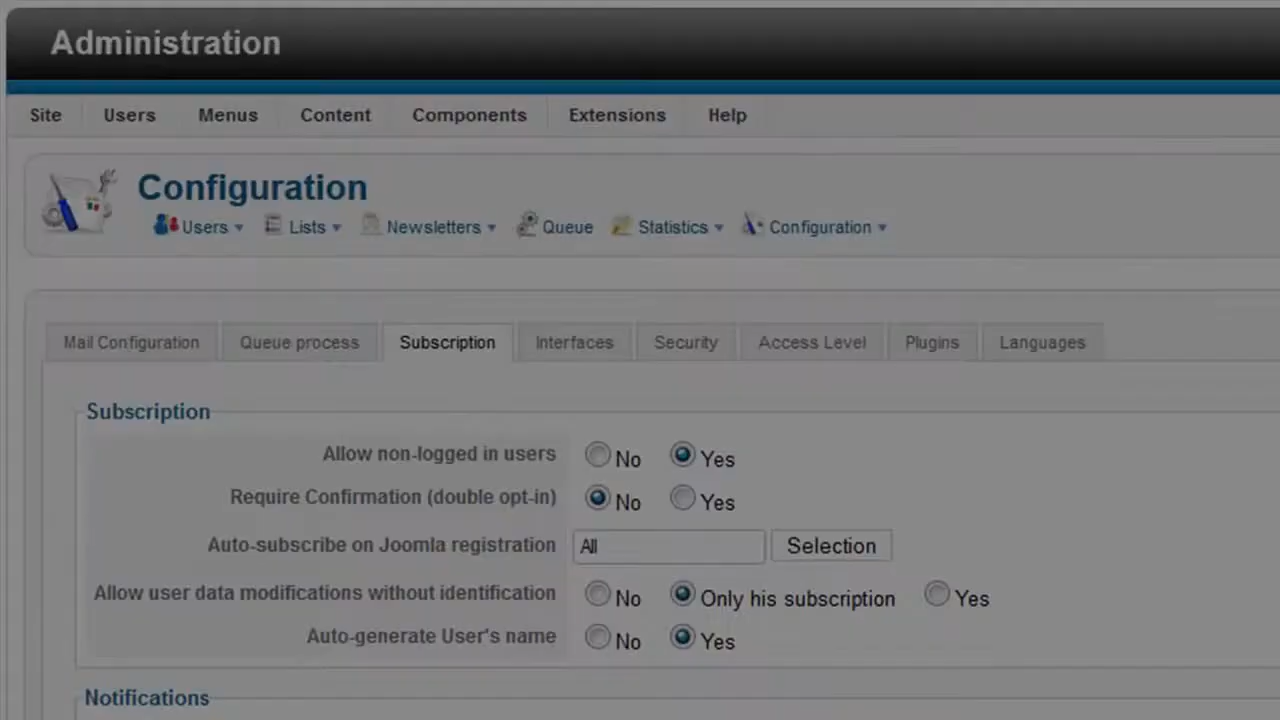 Administration
Site Users Menus Content Components Extensions Help
Configuration
Users Lists Newsletters Queue Statistics Configuration
Mail Configuration Queue process Subscription Interfaces Security Access Level Plugins Languages
Subscription
Allow non-logged in users No Yes
Require Confirmation (double opt-in) No Yes
Auto-subscribe on Joomla registration All Selection
Allow user data modifications without identification No Only his subscription Yes
Auto-generate User's name No Yes
Notifications